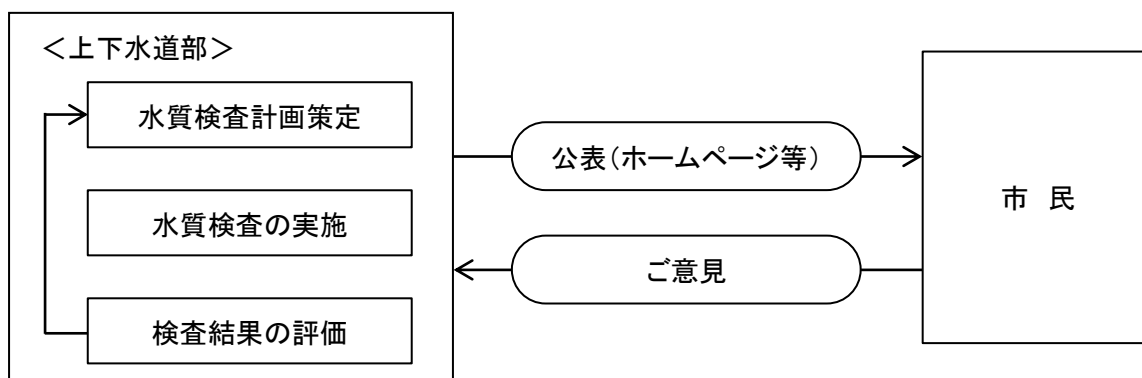 ＜上下水道部＞
水質検査計画策定
水質検査の実施
検査結果の評価
公表（ホームページ等）
ご意見
市　民